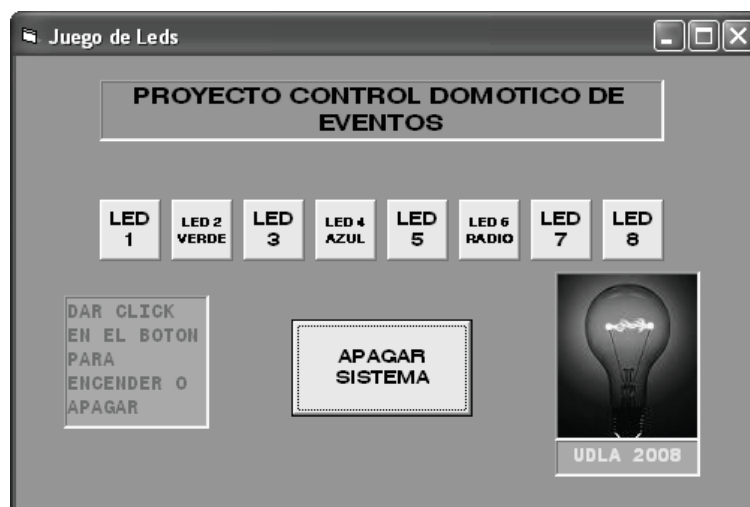 Juego de Leds
PROYECTO CONTROL DOMOTICO DE
EVENTOS
LED
1
LED 2
VERDE
LED
3
LED 4
AZUL
LED
5
LED 6
RADIO
LED
7
LED
8
DAR CLICK
EN EL BOTON
PARA
ENCENDER O
APAGAR
APAGAR
SISTEMA
UDLA 2008